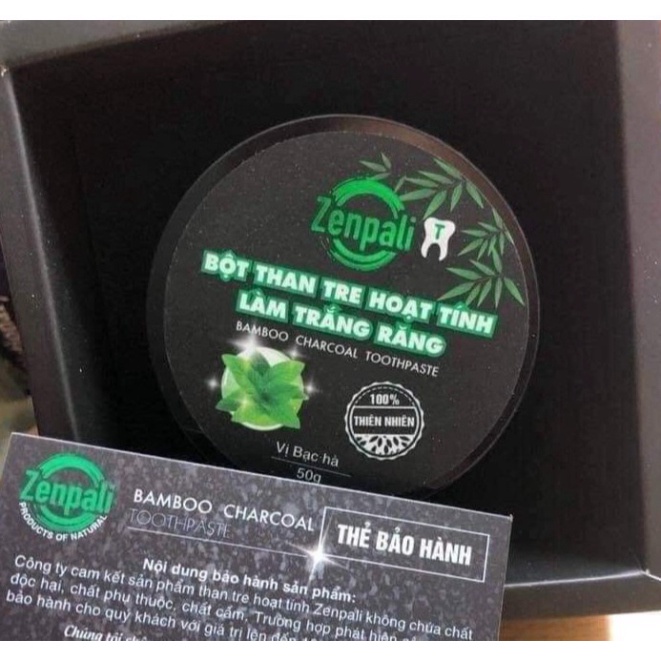 Zenpali T
BỘT THAN TRE HOẠT TÍNH
LÀM TRẮNG RĂNG
BAMBOO CHARCOAL TOOTHPASTE
100%
THIÊN NHIÊN
Vị Bạc hà
50g
Zenpali
PRODUCTS OF NATURAL
BAMBOO CHARCOAL
TOOTHPASTE
THẺ BẢO HÀNH
Nội dung bảo hành sản phẩm:
Công ty cam kết sản phẩm than tre hoạt tính Zenpali không chứa chất
độc hại, chất phụ thuộc, chất cấm. Trường hợp phát hiện
bảo hành cho quý khách với giá trị lên đến
Chúng tôi